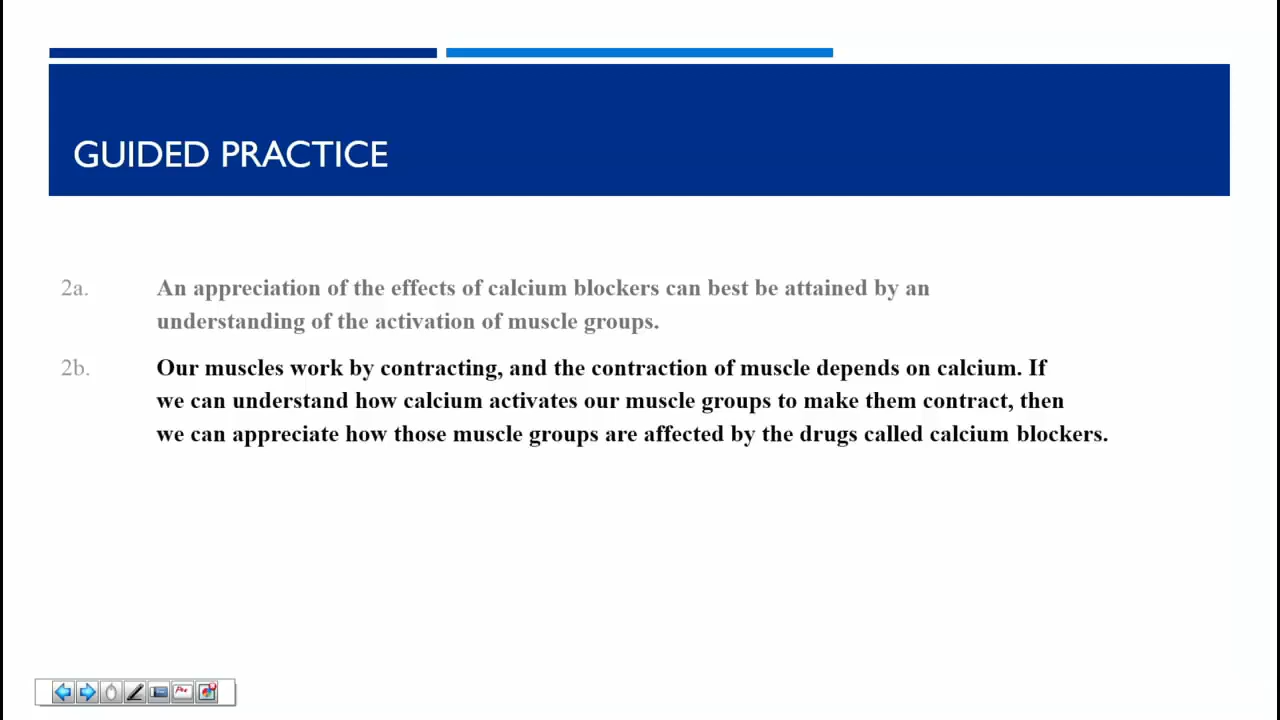 GUIDED PRACTICE
2a. An appreciation of the effects of calcium blockers can best be attained by an
understanding of the activation of muscle groups.
2b. Our muscles work by contracting, and the contraction of muscle depends on calcium. If
we can understand how calcium activates our muscle groups to make them contract, then
we can appreciate how those muscle groups are affected by the drugs called calcium blockers.